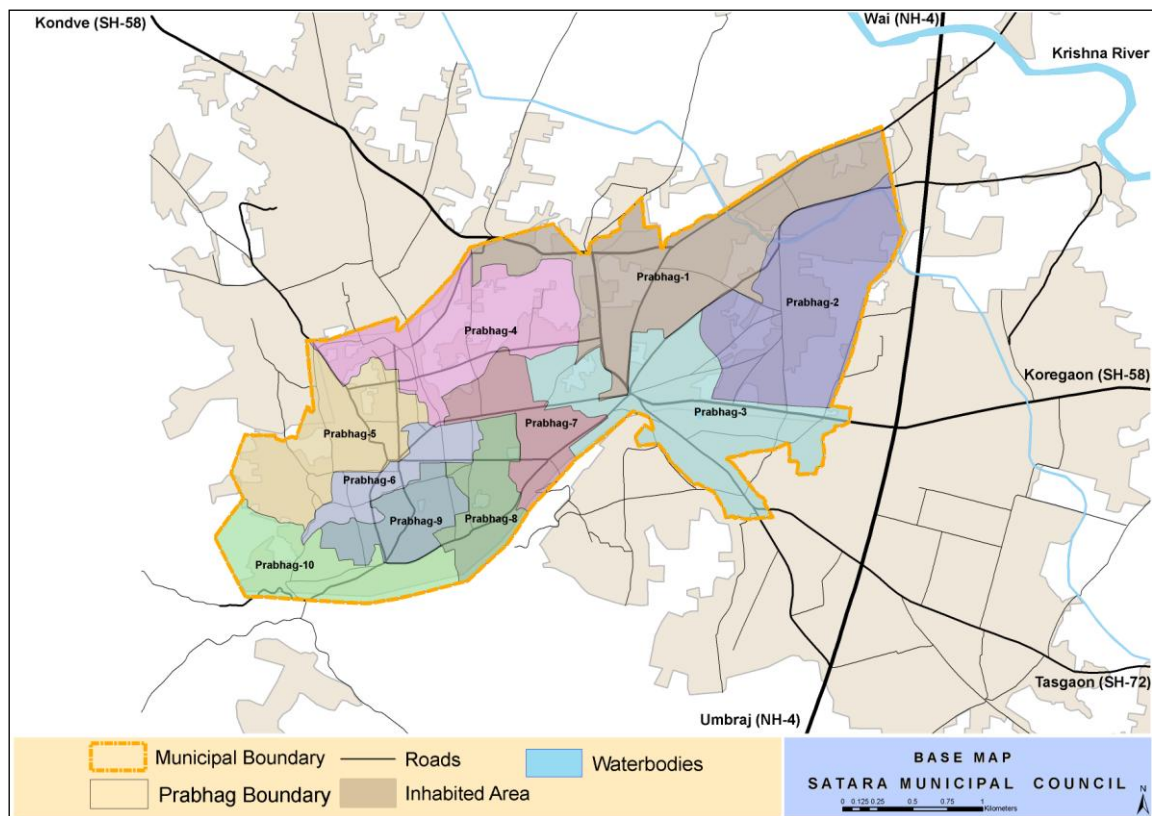 Kondve (SH-58)
Wai (NH-4)
Krishna River
Prabhag-1
Prabhag-2
Prabhag-4
Koregaon (SH-58)
Prabhag-3
Prabhag-7
Prabhag-5
Prabhag-6
Prabhag-9
Prabhag-8
Prabhag-10
Tasgaon (SH-72)
Umbraj (NH-4)
Municipal Boundary
Roads
Waterbodies
Prabhag Boundary
Inhabited Area
BASE MAP
SATARA MUNICIPAL COUNCIL
N
0 0.125 0.25 0.5 0.75 1
Kilometers